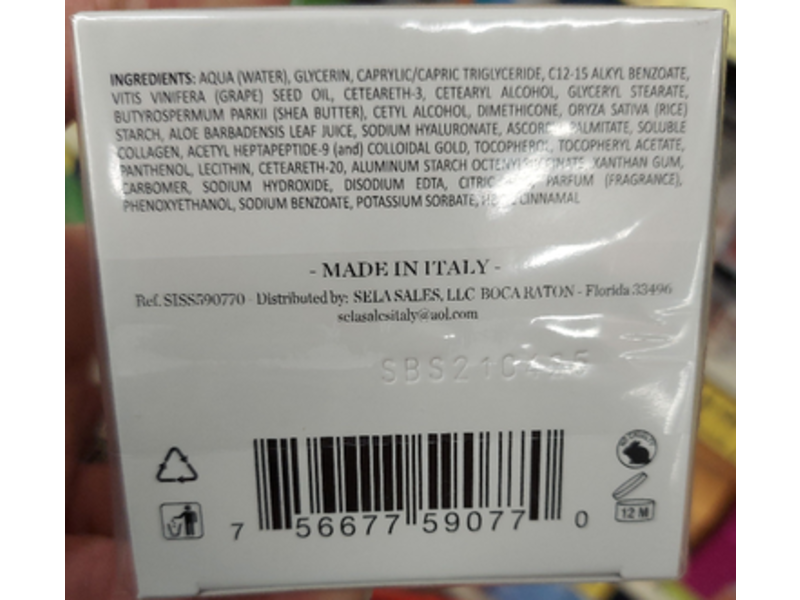 INGREDIENTS: AQUA (WATER), GLYCERIN, CAPRYLIC/CAPRIC TRIGLYCERIDE, C12-15 ALKYL BENZOATE,
VITIS VINIFERA (GRAPE) SEED OIL, CETEARETH-3, CETEARYL ALCOHOL, GLYCERYL STEARATE,
BUTYROSPERMUM PARKII (SHEA BUTTER), CETYL ALCOHOL, DIMETHICONE, ORYZA SATIVA (RICE)
STARCH, ALOE BARBADENSIS LEAF JUICE, SODIUM HYALURONATE, ASCORBYL PALMITATE, SOLUBLE
COLLAGEN, ACETYL HEPTAPEPTIDE-9 (and) COLLOIDAL GOLD, TOCOPHEROL, TOCOPHERYL ACETATE,
PANTHENOL, LECITHIN, CETEARETH-20, ALUMINUM STARCH OCTENYLSUCCINATE, XANTHAN GUM,
CARBOMER, SODIUM HYDROXIDE, DISODIUM EDTA, CITRIC PARFUM (FRAGRANCE),
PHENOXYETHANOL, SODIUM BENZOATE, POTASSIUM SORBATE, CINNAMAL
- MADE IN ITALY -
Ref. SISS590770 - Distributed by: SELA SALES, LLC BOCA RATON - Florida 33496
selasalesitaly@aol.com
7 56677 59077 0
12 M